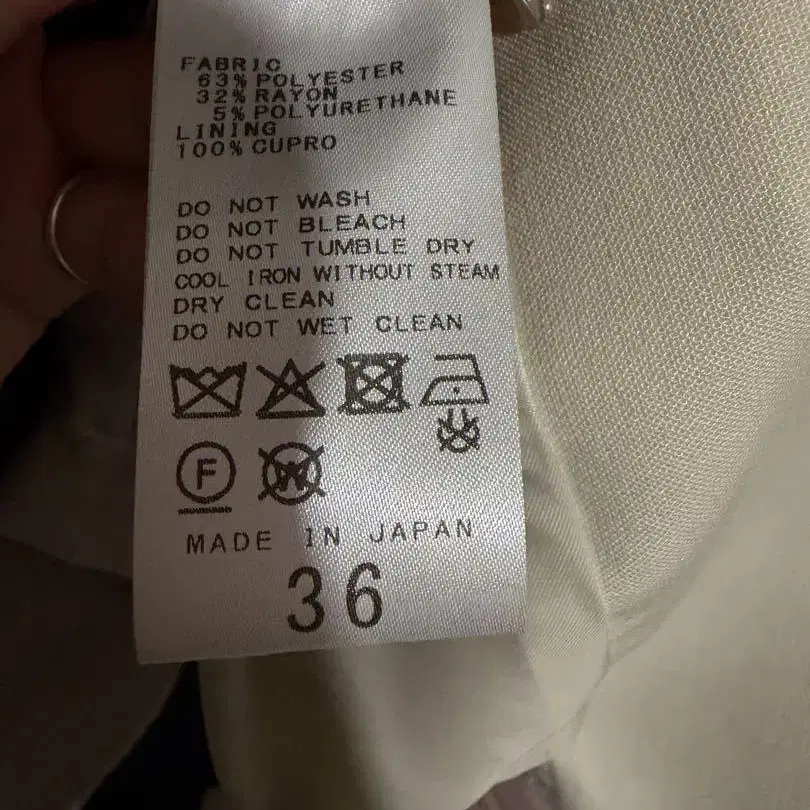 FABRIC
63% POLYESTER
32% RAYON
5% POLYURETHANE
LINING
100% CUPRO
DO NOT WASH
DO NOT BLEACH
DO NOT TUMBLE DRY
COOL IRON WITHOUT STEAM
DRY CLEAN
DO NOT WET CLEAN
F W
MADE IN JAPAN
36